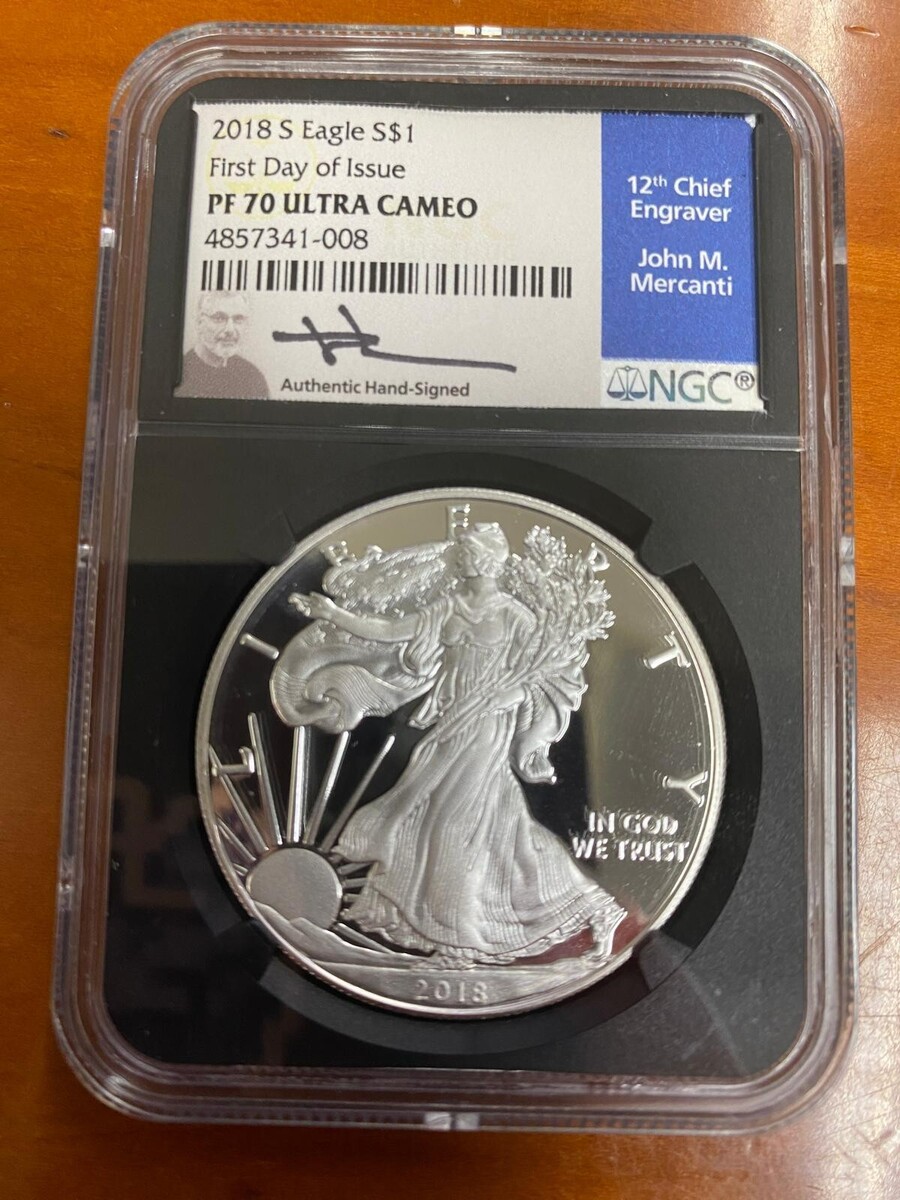 2018 S Eagle S$1
First Day of Issue
PF 70 ULTRA CAMEO
4857341-008
Authentic Hand-Signed
12th Chief
Engraver
John M.
Mercanti
NGC®
LIBERTY
IN GOD
WE TRUST
2018